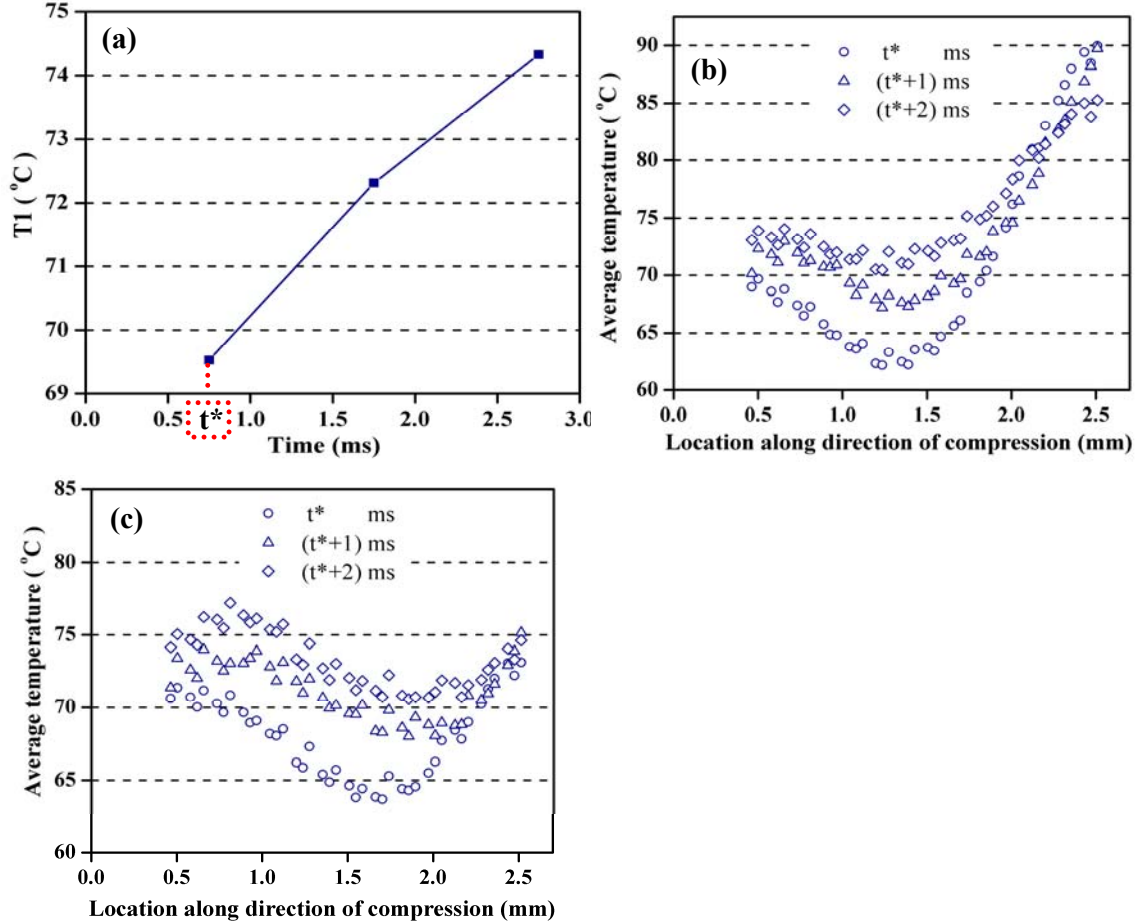 (a)
75
74
73
72
71
70
69
T1 ( °C )
0.0 0.5 1.0 1.5 2.0 2.5 3.0
t*
Time (ms)
(b)
t* ms
(t*+1) ms
(t*+2) ms
90
85
80
75
70
65
60
Average temperature ( °C )
0.0 0.5 1.0 1.5 2.0 2.5
Location along direction of compression (mm)
(c)
t* ms
(t*+1) ms
(t*+2) ms
85
80
75
70
65
60
Average temperature ( °C )
0.0 0.5 1.0 1.5 2.0 2.5
Location along direction of compression (mm)